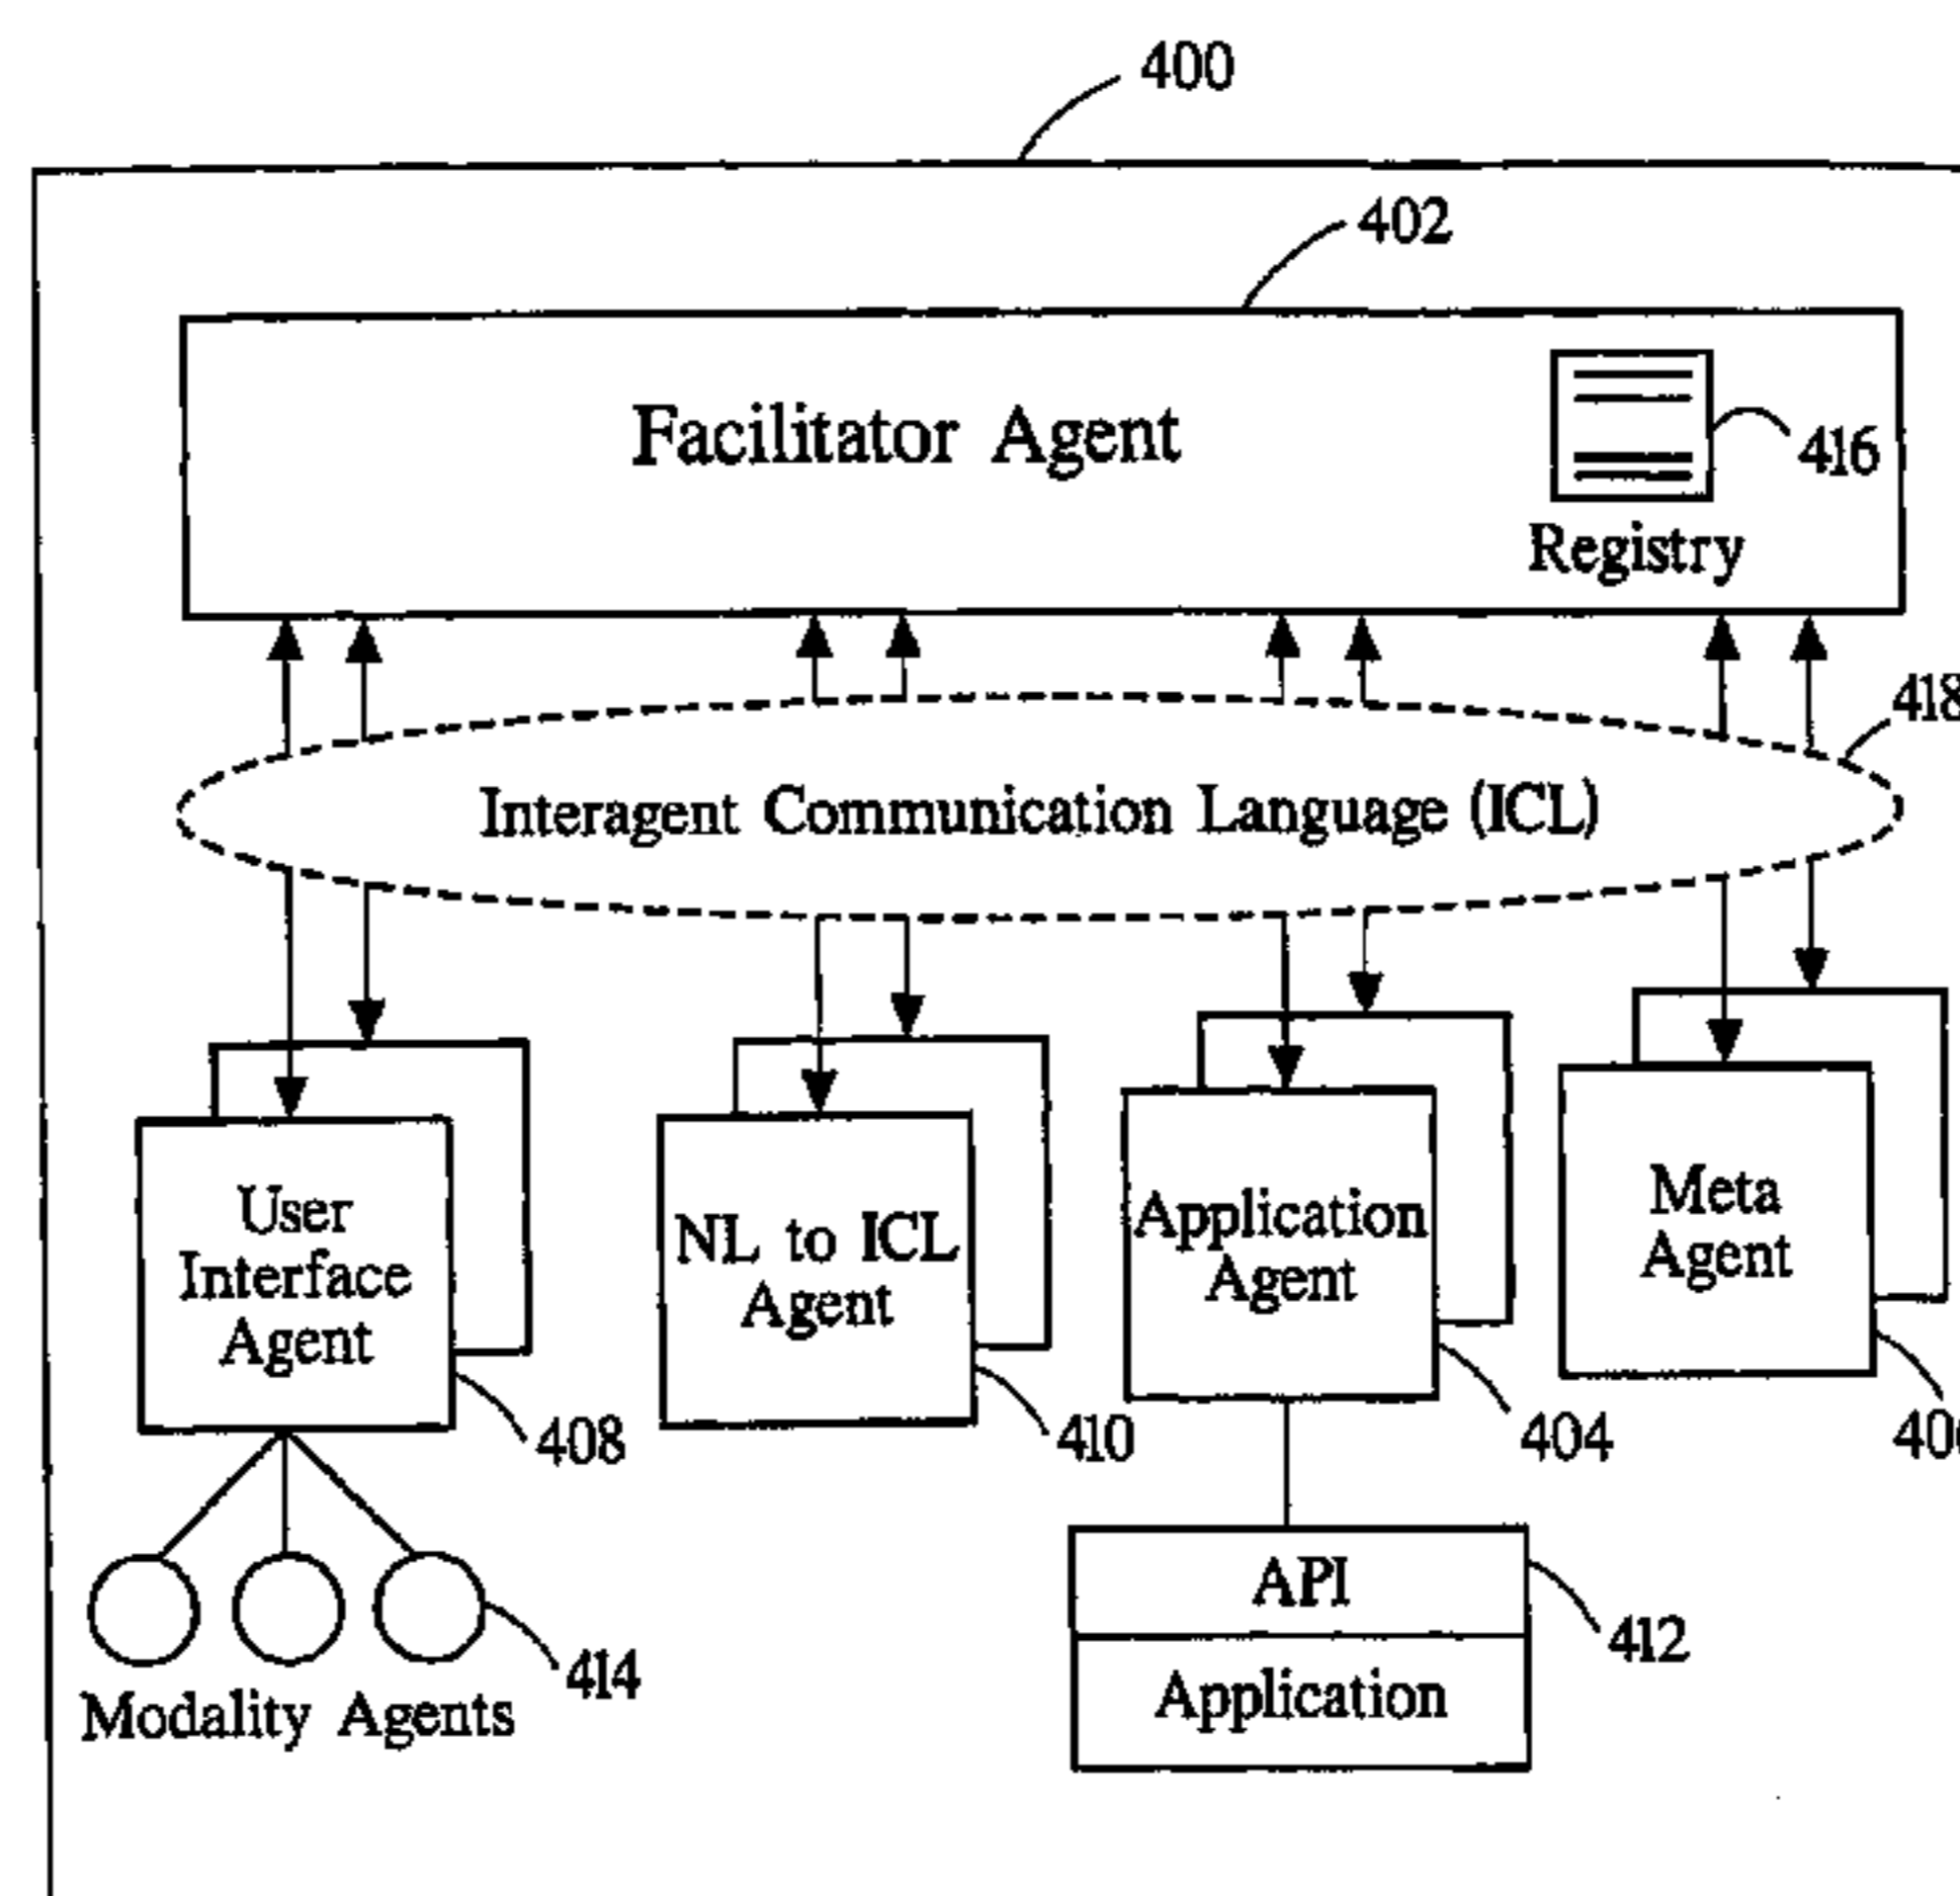 400
402
Facilitator Agent
416
Registry
418
Interagent Communication Language (ICL)
User
Interface
Agent
NL to ICL
Agent
Application
Agent
Meta
Agent
408
410
404
API
412
Application
414
Modality Agents